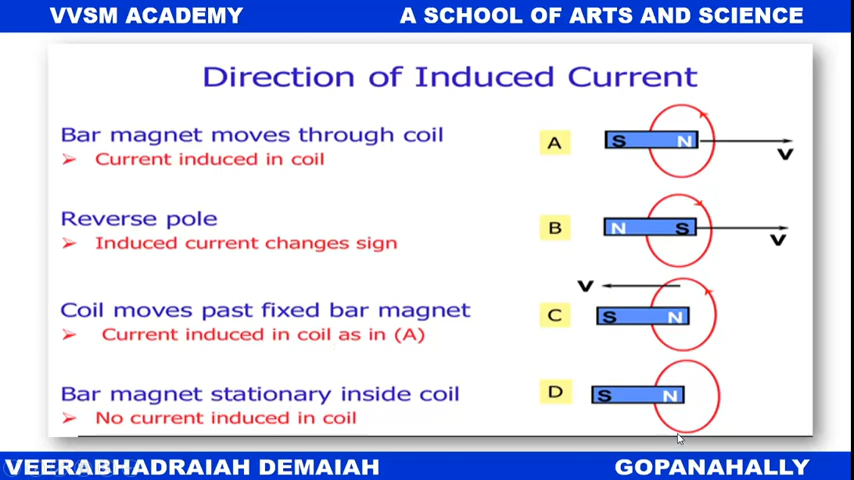 VVSM ACADEMY A SCHOOL OF ARTS AND SCIENCE
Direction of Induced Current
Bar magnet moves through coil
➢ Current induced in coil
A S N V
Reverse pole
➢ Induced current changes sign
B N S V
Coil moves past fixed bar magnet
➢ Current induced in coil as in (A)
V
C S N
Bar magnet stationary inside coil
➢ No current induced in coil
D S N
VEERABHADRAIAH DEMAIAH GOPANAHALLY